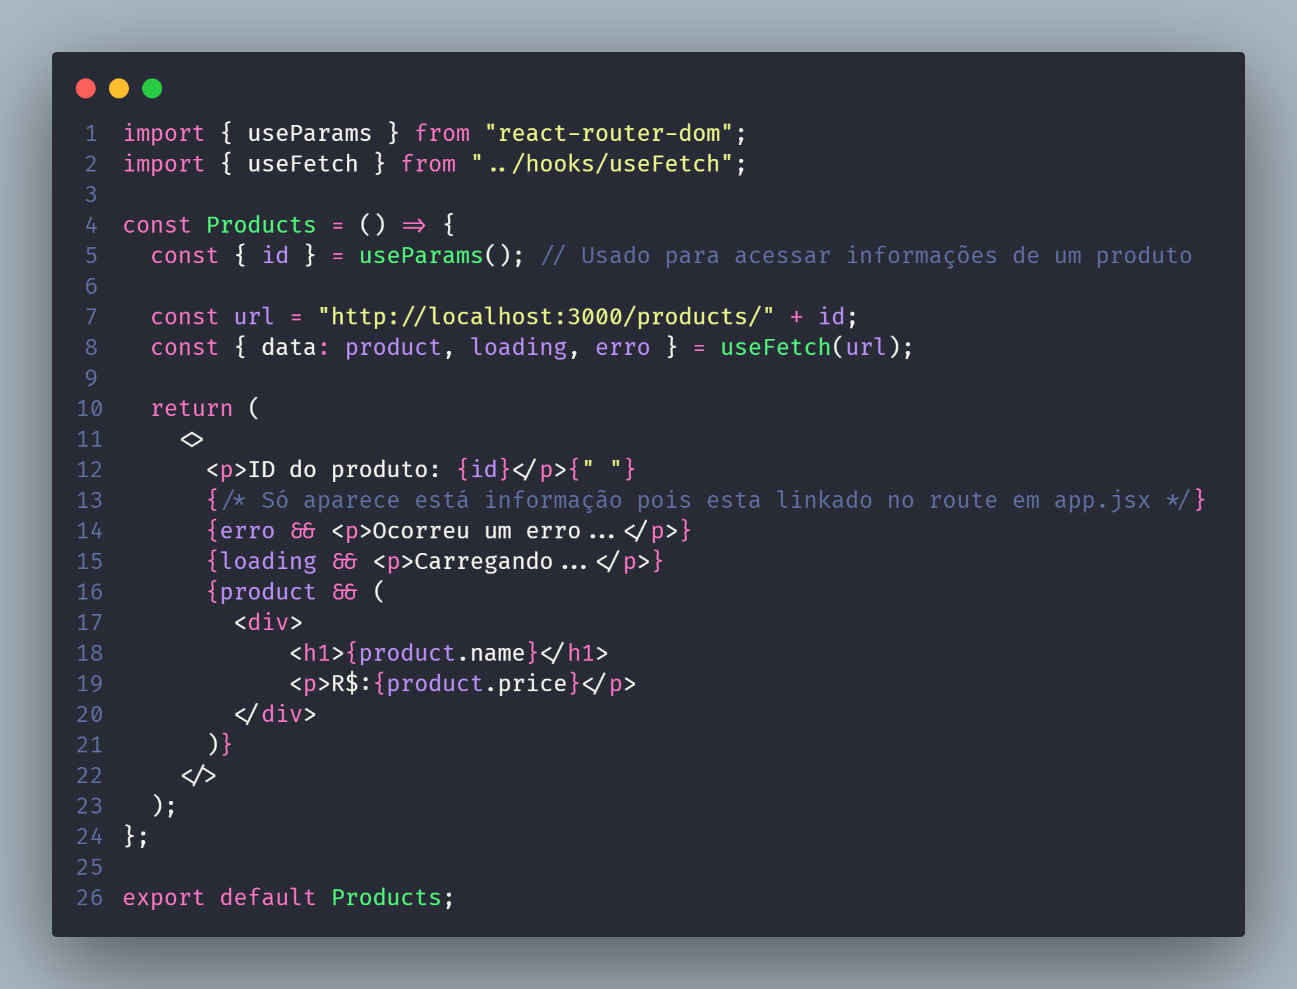 1 import { useParams } from "react-router-dom";
2 import { useFetch } from "../hooks/useFetch";
3
4 const Products = () => {
5   const { id } = useParams(); // Usado para acessar informações de um produto
6
7   const url = "http://localhost:3000/products/" + id;
8   const { data: product, loading, erro } = useFetch(url);
9
10   return (
11     <>
12       <p>ID do produto: {id}</p>{" "}
13       {/* Só aparece está informação pois esta linkado no route em app.jsx */}
14       {erro && <p>Ocorreu um erro...</p>}
15       {loading && <p>Carregando...</p>}
16       {product && (
17         <div>
18             <h1>{product.name}</h1>
19             <p>R$:{product.price}</p>
20         </div>
21       )}
22     </>
23   );
24 };
25
26 export default Products;